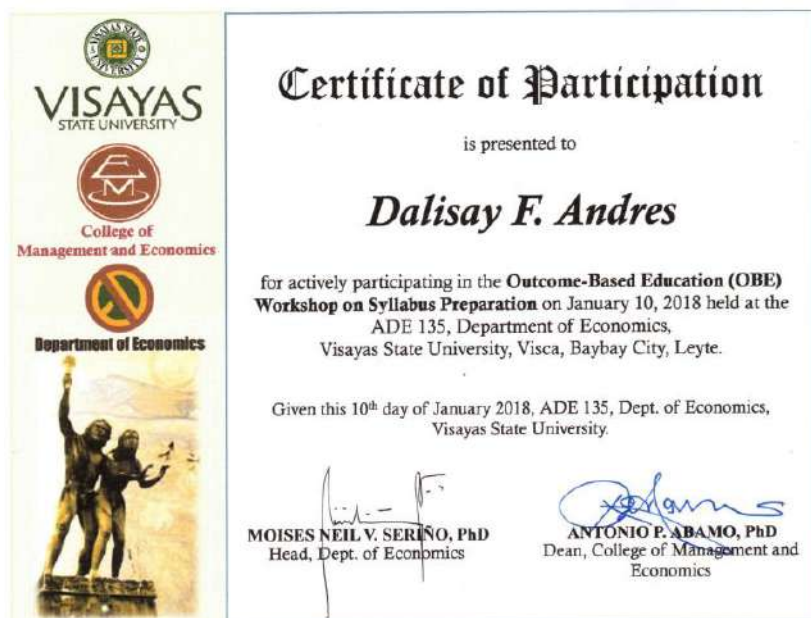 VISAYAS STATE UNIVERSITY
VISAYAS
STATE UNIVERSITY
College of
Management and Economics
Department of Economics
Certificate of Participation
is presented to
Dalisay F. Andres
for actively participating in the Outcome-Based Education (OBE)
Workshop on Syllabus Preparation on January 10, 2018 held at the
ADE 135, Department of Economics,
Visayas State University, Visca, Baybay City, Leyte.
Given this 10th day of January 2018, ADE 135, Dept. of Economics,
Visayas State University.
MOISES NEIL V. SERIÑO, PhD
Head, Dept. of Economics
ANTONIO P. ABAMO, PhD
Dean, College of Management and
Economics